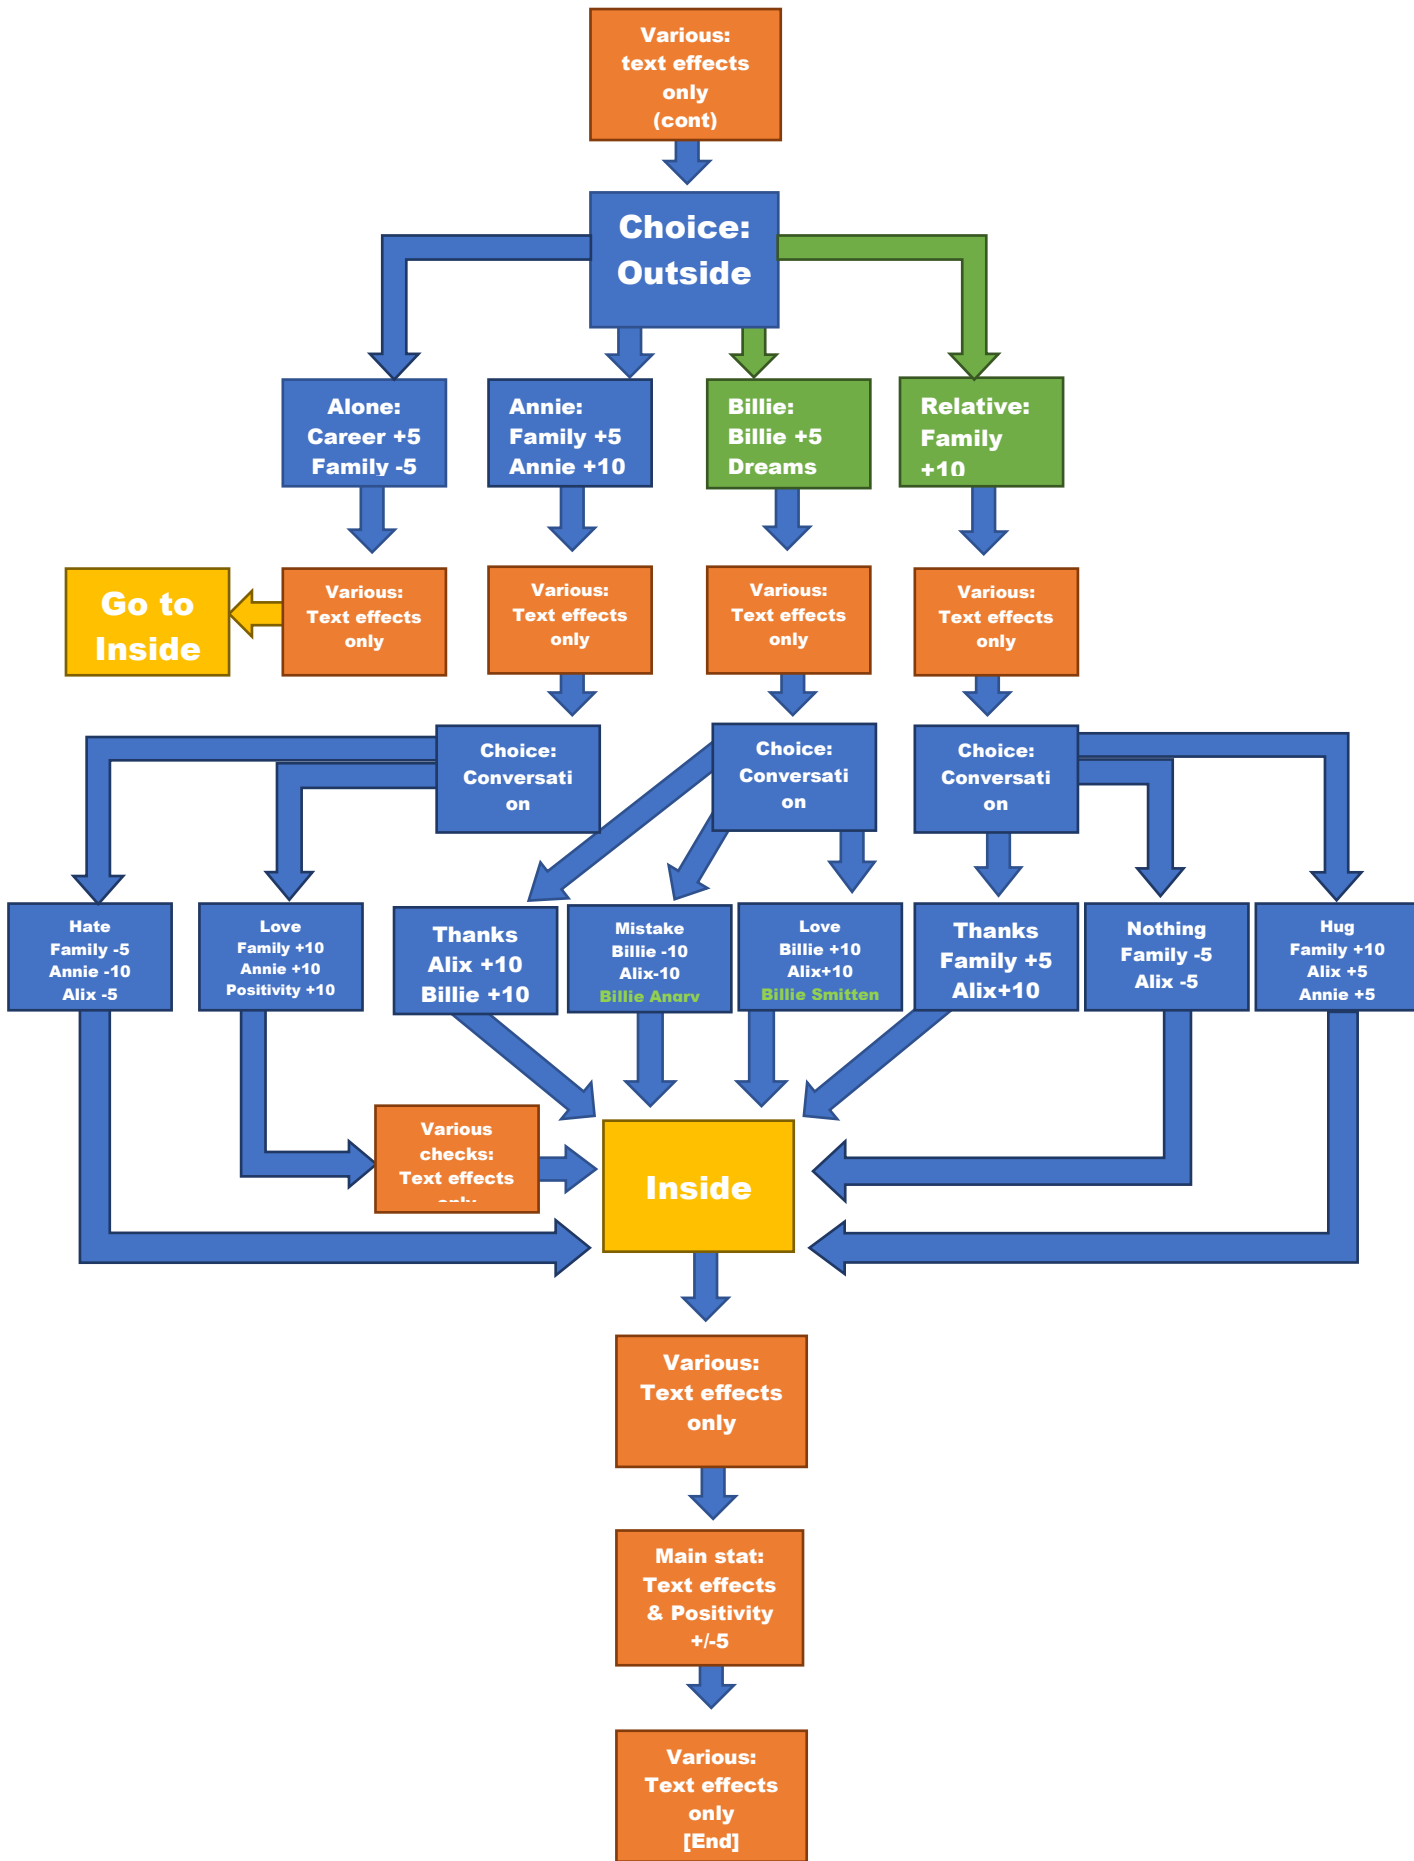 Various:
text effects
only
(cont)
Choice:
Outside
Alone:
Career +5
Family -5
Annie:
Family +5
Annie +10
Billie:
Billie +5
Dreams
Relative:
Family
+10
Go to
Inside
Various:
Text effects
only
Various:
Text effects
only
Various:
Text effects
only
Various:
Text effects
only
Choice:
Conversati
on
Choice:
Conversati
on
Choice:
Conversati
on
Hate
Family -5
Annie -10
Alix -5
Love
Family +10
Annie +10
Positivity +10
Thanks
Alix +10
Billie +10
Mistake
Billie -10
Alix-10
Billie Angry
Love
Billie +10
Alix+10
Billie Smitten
Thanks
Family +5
Alix+10
Nothing
Family -5
Alix -5
Hug
Family +10
Alix +5
Annie +5
Various
checks:
Text effects
only
Inside
Various:
Text effects
only
Main stat:
Text effects
& Positivity
+/-5
Various:
Text effects
only
[End]